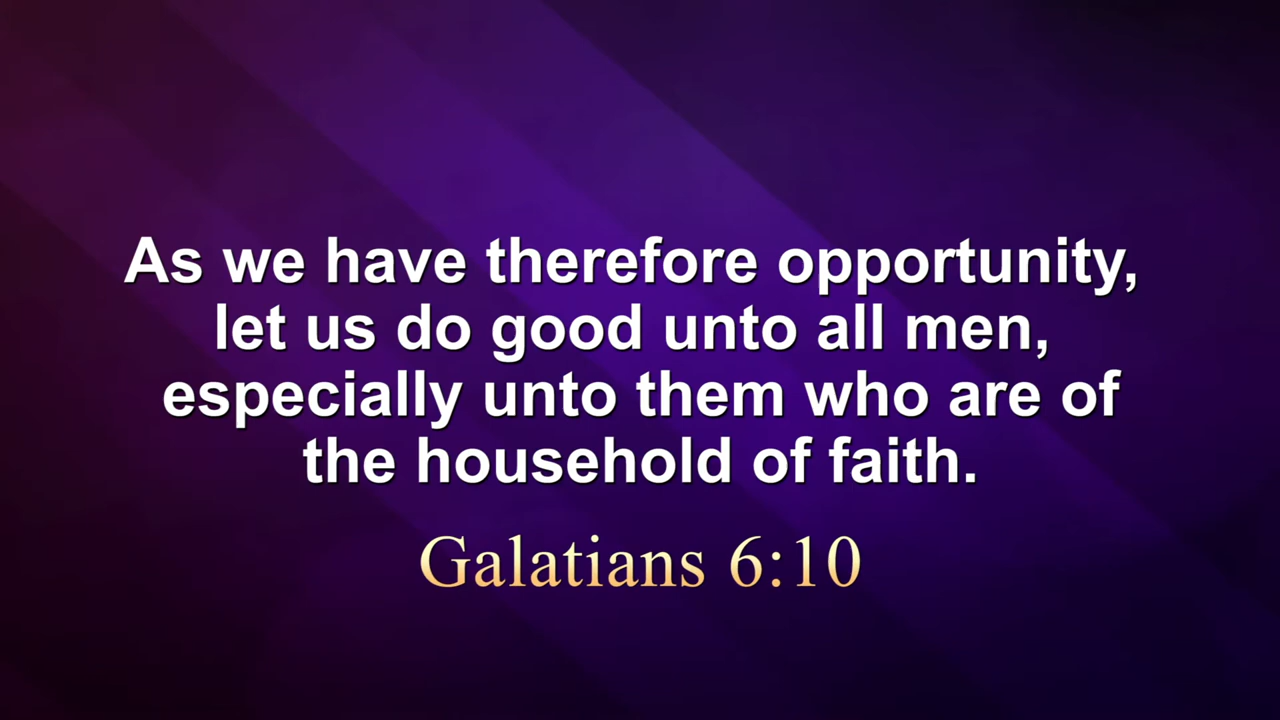 As we have therefore opportunity,
let us do good unto all men,
especially unto them who are of
the household of faith.
Galatians 6:10